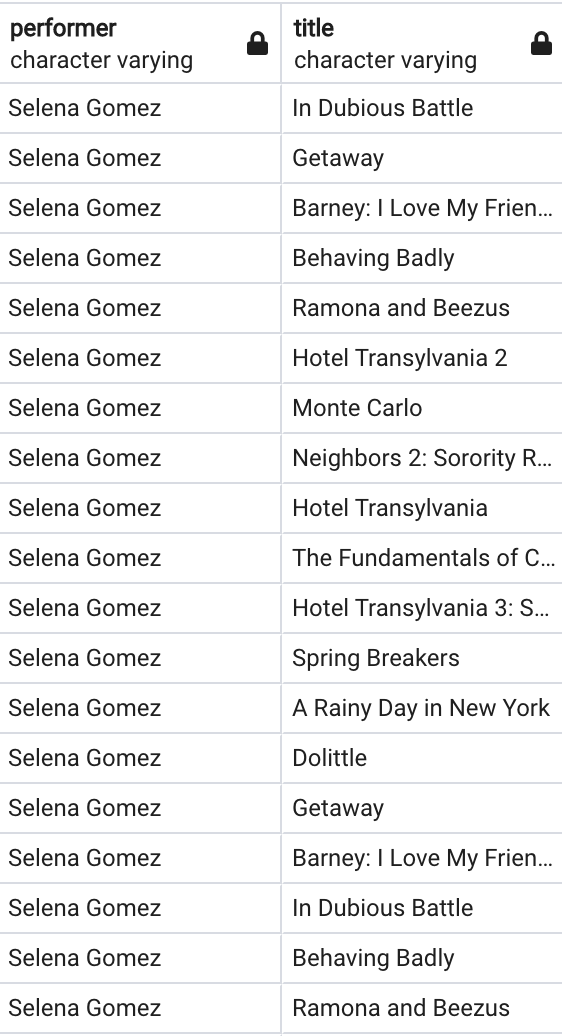 performer title
character varying character varying
Selena Gomez In Dubious Battle
Selena Gomez Getaway
Selena Gomez Barney: I Love My Frien...
Selena Gomez Behaving Badly
Selena Gomez Ramona and Beezus
Selena Gomez Hotel Transylvania 2
Selena Gomez Monte Carlo
Selena Gomez Neighbors 2: Sorority R...
Selena Gomez Hotel Transylvania
Selena Gomez The Fundamentals of C...
Selena Gomez Hotel Transylvania 3: S...
Selena Gomez Spring Breakers
Selena Gomez A Rainy Day in New York
Selena Gomez Dolittle
Selena Gomez Getaway
Selena Gomez Barney: I Love My Frien...
Selena Gomez In Dubious Battle
Selena Gomez Behaving Badly
Selena Gomez Ramona and Beezus